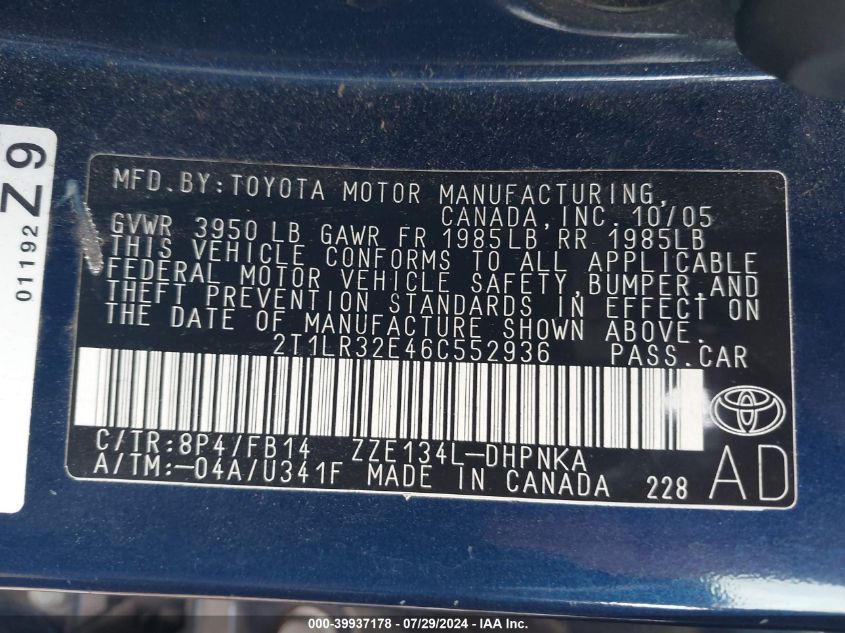 MFD.BY:TOYOTA MOTOR MANUFACTURING,
CANADA,INC. 10/05
GVWR 3950LB GAWR FR 1985LB RR 1985LB
THIS VEHICLE CONFORMS TO ALL APPLICABLE
FEDERAL MOTOR VEHICLE SAFETY,BUMPER,AND
THEFT PREVENTION STANDARDS IN EFFECT ON
THE DATE OF MANUFACTURE SHOWN ABOVE.
2T1LR32E46C552936 PASS.CAR
C/TR:8P4/FB14 ZZE134L-DHPNKA
A/TM:-04A/U341F MADE IN CANADA 228 AD
01192 Z9
000-39937178 - 07/29/2024 - IAA Inc.